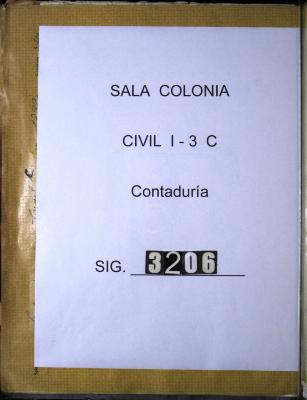 SALA COLONIA
CIVIL I - 3 C
Contaduría
SIG. 3206